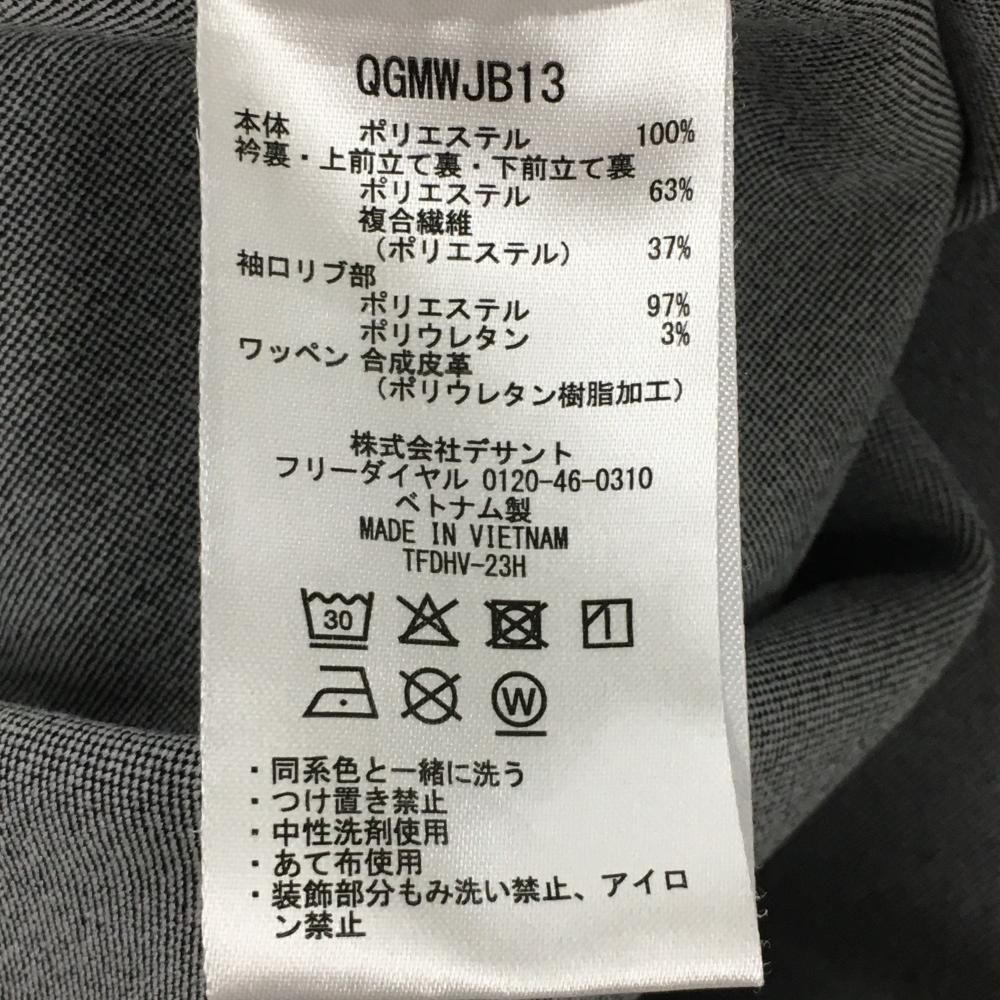 QGMWJB13
本体 ポリエステル 100%
衿裏・上前立て裏・下前立て裏
ポリエステル 63%
複合繊維
(ポリエステル) 37%
袖口リブ部
ポリエステル 97%
ポリウレタン 3%
ワッペン 合成皮革
(ポリウレタン樹脂加工)
株式会社デサント
フリーダイヤル 0120-46-0310
ベトナム製
MADE IN VIETNAM
TFDHV-23H
30
W
・同系色と一緒に洗う
・つけ置き禁止
・中性洗剤使用
・あて布使用
・装飾部分もみ洗い禁止、アイロ
ン禁止